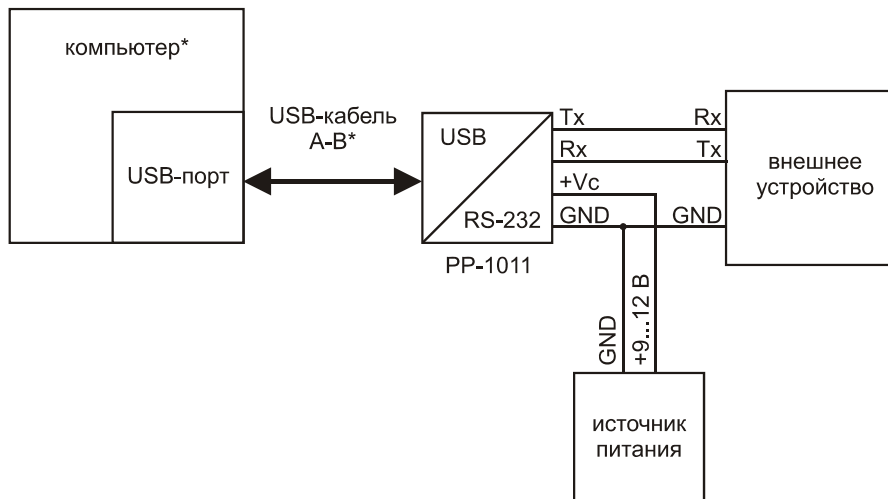 компьютер*
USB-порт
USB-кабель
А-В*
USB
RS-232
РР-1011
Tx
Rx
Rx
Tx
+Vc
GND
GND
внешнее
устройство
GND
+9...12 В
источник
питания